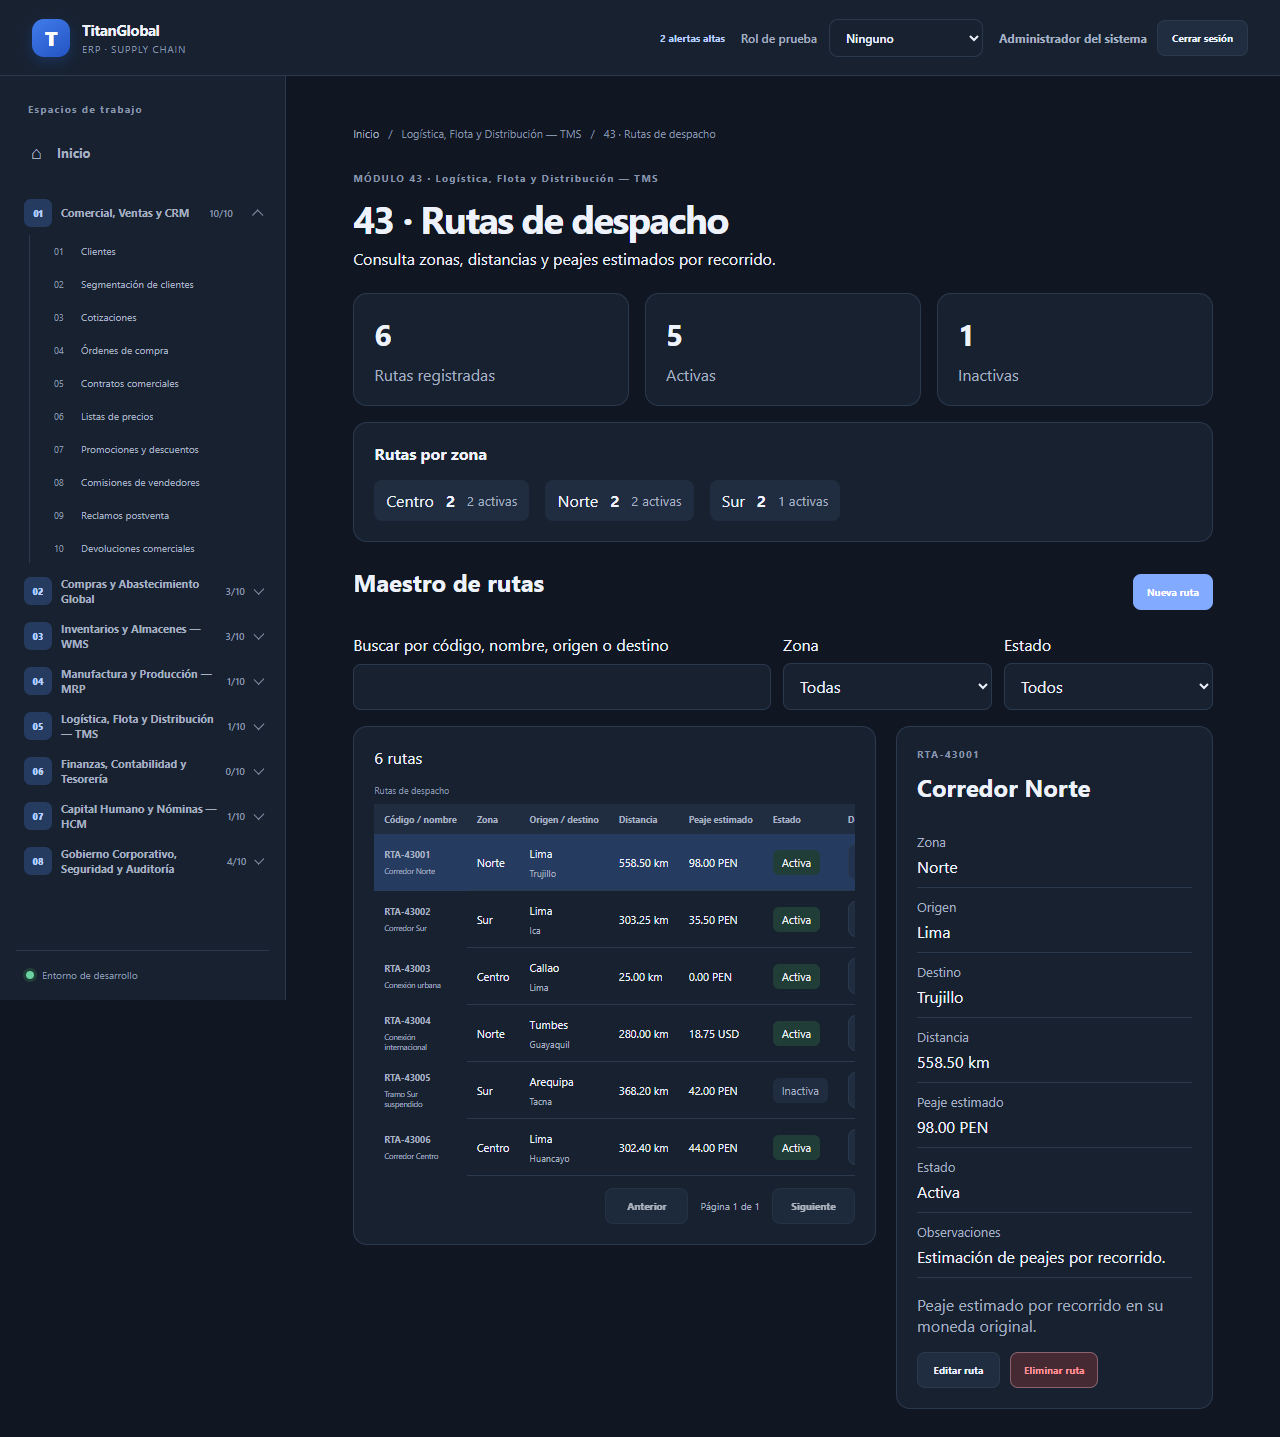 T
TitanGlobal
ERP · SUPPLY CHAIN
2 alertas altas
Rol de prueba
Ninguno
Administrador del sistema
Cerrar sesión
Espacios de trabajo
Inicio
01 Comercial, Ventas y CRM 10/10
01 Clientes
02 Segmentación de clientes
03 Cotizaciones
04 Órdenes de compra
05 Contratos comerciales
06 Listas de precios
07 Promociones y descuentos
08 Comisiones de vendedores
09 Reclamos postventa
10 Devoluciones comerciales
02 Compras y Abastecimiento Global 3/10
03 Inventarios y Almacenes — WMS 3/10
04 Manufactura y Producción — MRP 1/10
05 Logística, Flota y Distribución — TMS 1/10
06 Finanzas, Contabilidad y Tesorería 0/10
07 Capital Humano y Nóminas — HCM 1/10
08 Gobierno Corporativo, Seguridad y Auditoría 4/10
Entorno de desarrollo
Inicio / Logística, Flota y Distribución — TMS / 43 · Rutas de despacho
MÓDULO 43 · Logística, Flota y Distribución — TMS
43 · Rutas de despacho
Consulta zonas, distancias y peajes estimados por recorrido.
6
Rutas registradas
5
Activas
1
Inactivas
Rutas por zona
Centro 2 2 activas
Norte 2 2 activas
Sur 2 1 activas
Maestro de rutas
Nueva ruta
Buscar por código, nombre, origen o destino
Zona
Todas
Estado
Todos
6 rutas
Rutas de despacho
Código / nombre Zona Origen / destino Distancia Peaje estimado Estado D
RTA-43001 Corredor Norte Norte Lima Trujillo 558.50 km 98.00 PEN Activa
RTA-43002 Corredor Sur Sur Lima Ica 303.25 km 35.50 PEN Activa
RTA-43003 Conexión urbana Centro Callao Lima 25.00 km 0.00 PEN Activa
RTA-43004 Conexión internacional Norte Tumbes Guayaquil 280.00 km 18.75 USD Activa
RTA-43005 Tramo Sur suspendido Sur Arequipa Tacna 368.20 km 42.00 PEN Inactiva
RTA-43006 Corredor Centro Centro Lima Huancayo 302.40 km 44.00 PEN Activa
Anterior
Página 1 de 1
Siguiente
RTA-43001
Corredor Norte
Zona
Norte
Origen
Lima
Destino
Trujillo
Distancia
558.50 km
Peaje estimado
98.00 PEN
Estado
Activa
Observaciones
Estimación de peajes por recorrido.
Peaje estimado por recorrido en su
moneda original.
Editar ruta
Eliminar ruta